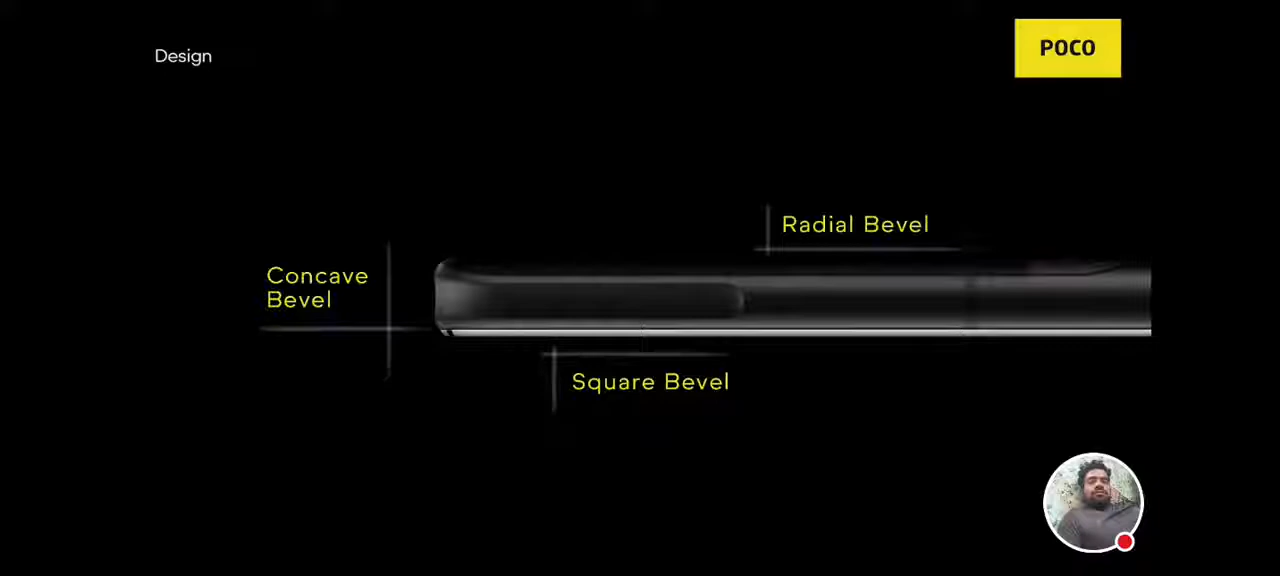 Design
POCO
Radial Bevel
Concave
Bevel
Square Bevel